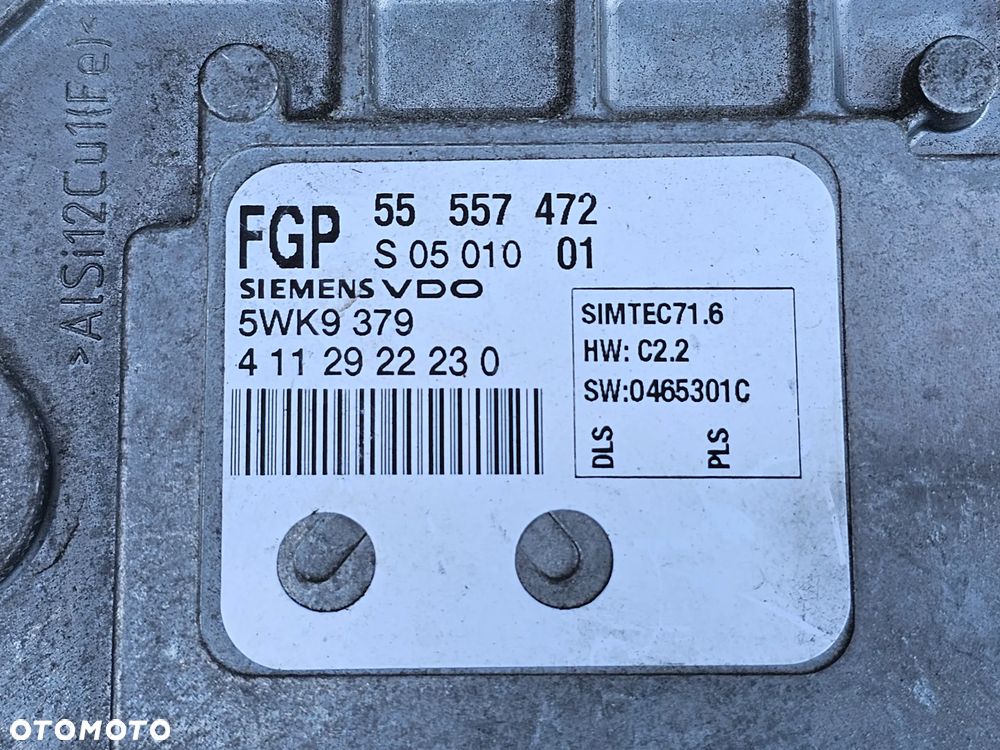 >AlSi12Cu1(Fe)<
FGP 55 557 472
S 05 010 01
SIEMENS VDO
5WK9 379
4 11 29 22 23 0
SIMTEC71.6
HW: C2.2
SW:0465301C
DLS PLS
OTOMOTO